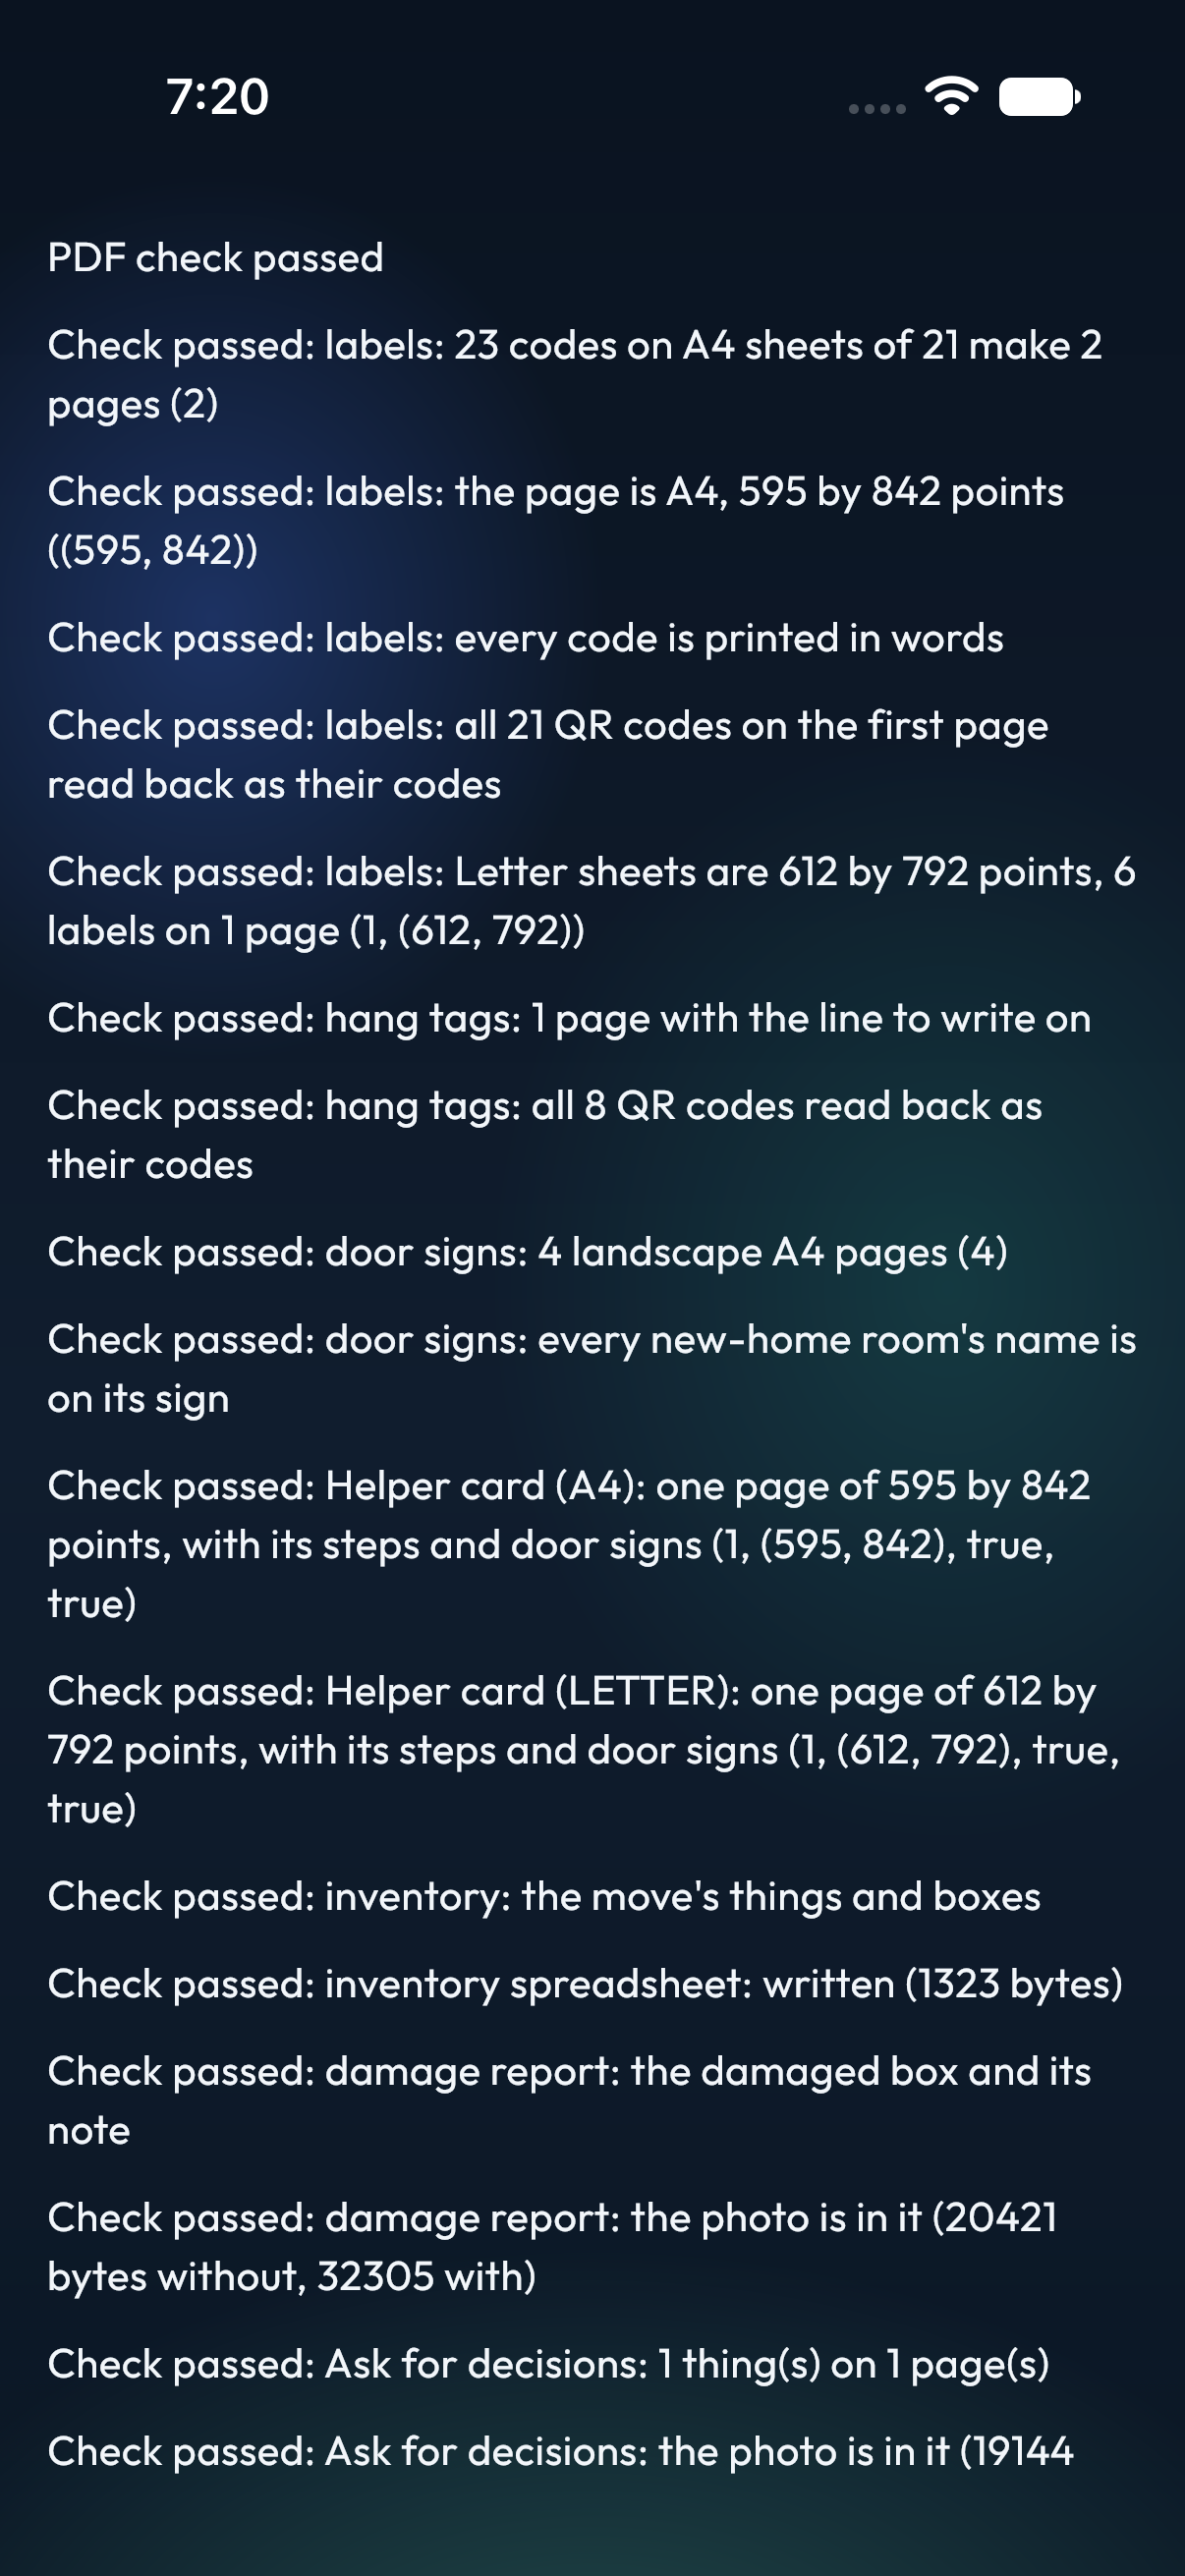 7:20
PDF check passed
Check passed: labels: 23 codes on A4 sheets of 21 make 2
pages (2)
Check passed: labels: the page is A4, 595 by 842 points
((595, 842))
Check passed: labels: every code is printed in words
Check passed: labels: all 21 QR codes on the first page
read back as their codes
Check passed: labels: Letter sheets are 612 by 792 points, 6
labels on 1 page (1, (612, 792))
Check passed: hang tags: 1 page with the line to write on
Check passed: hang tags: all 8 QR codes read back as
their codes
Check passed: door signs: 4 landscape A4 pages (4)
Check passed: door signs: every new-home room's name is
on its sign
Check passed: Helper card (A4): one page of 595 by 842
points, with its steps and door signs (1, (595, 842), true,
true)
Check passed: Helper card (LETTER): one page of 612 by
792 points, with its steps and door signs (1, (612, 792), true,
true)
Check passed: inventory: the move's things and boxes
Check passed: inventory spreadsheet: written (1323 bytes)
Check passed: damage report: the damaged box and its
note
Check passed: damage report: the photo is in it (20421
bytes without, 32305 with)
Check passed: Ask for decisions: 1 thing(s) on 1 page(s)
Check passed: Ask for decisions: the photo is in it (19144